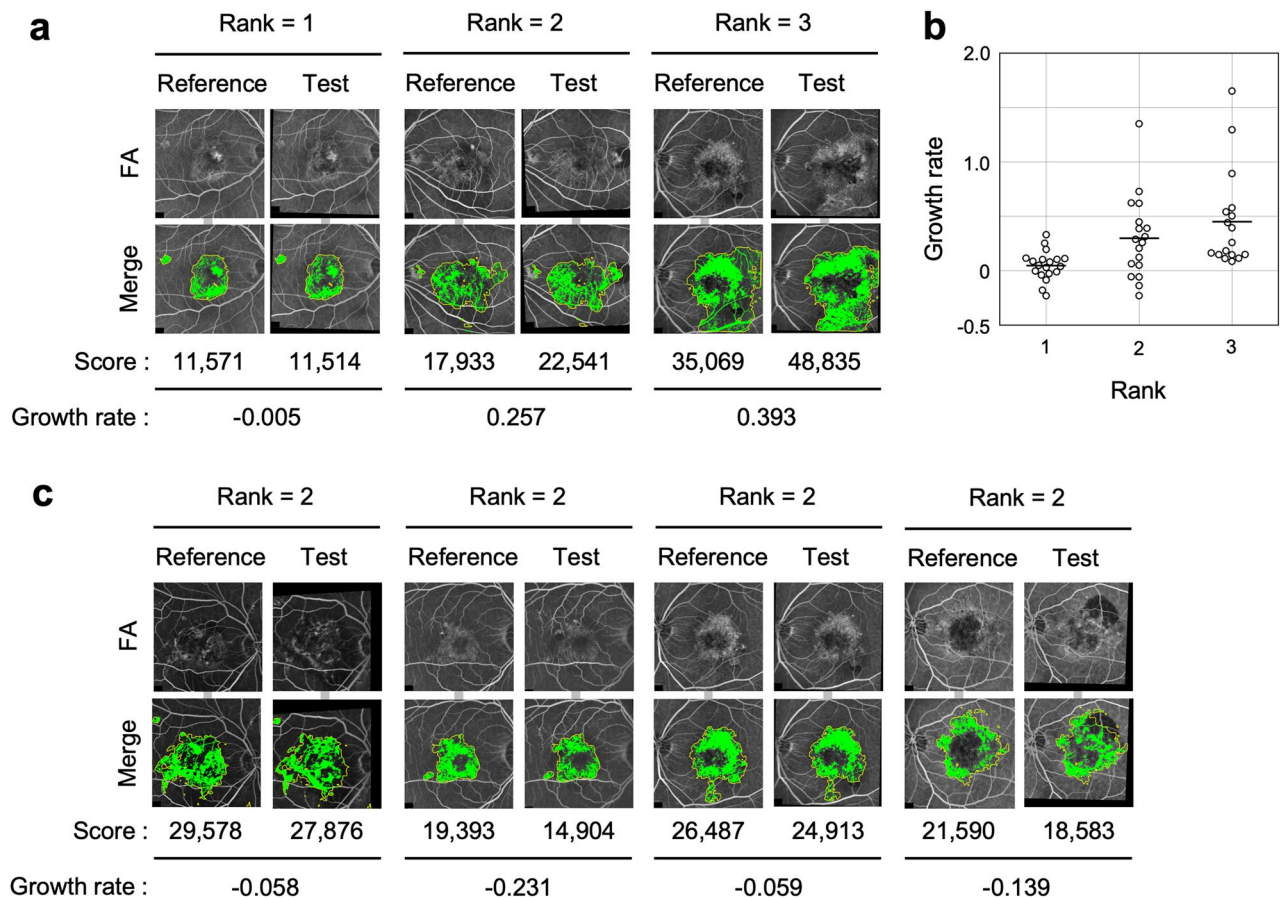 a
Rank = 1 Rank = 2 Rank = 3
Reference Test Reference Test Reference Test
FA
Merge
Score : 11,571 11,514 17,933 22,541 35,069 48,835
Growth rate : -0.005 0.257 0.393
b
2.0
1.0
0
-0.5
Growth rate
1 2 3
Rank
c
Rank = 2 Rank = 2 Rank = 2 Rank = 2
Reference Test Reference Test Reference Test Reference Test
FA
Merge
Score : 29,578 27,876 19,393 14,904 26,487 24,913 21,590 18,583
Growth rate : -0.058 -0.231 -0.059 -0.139